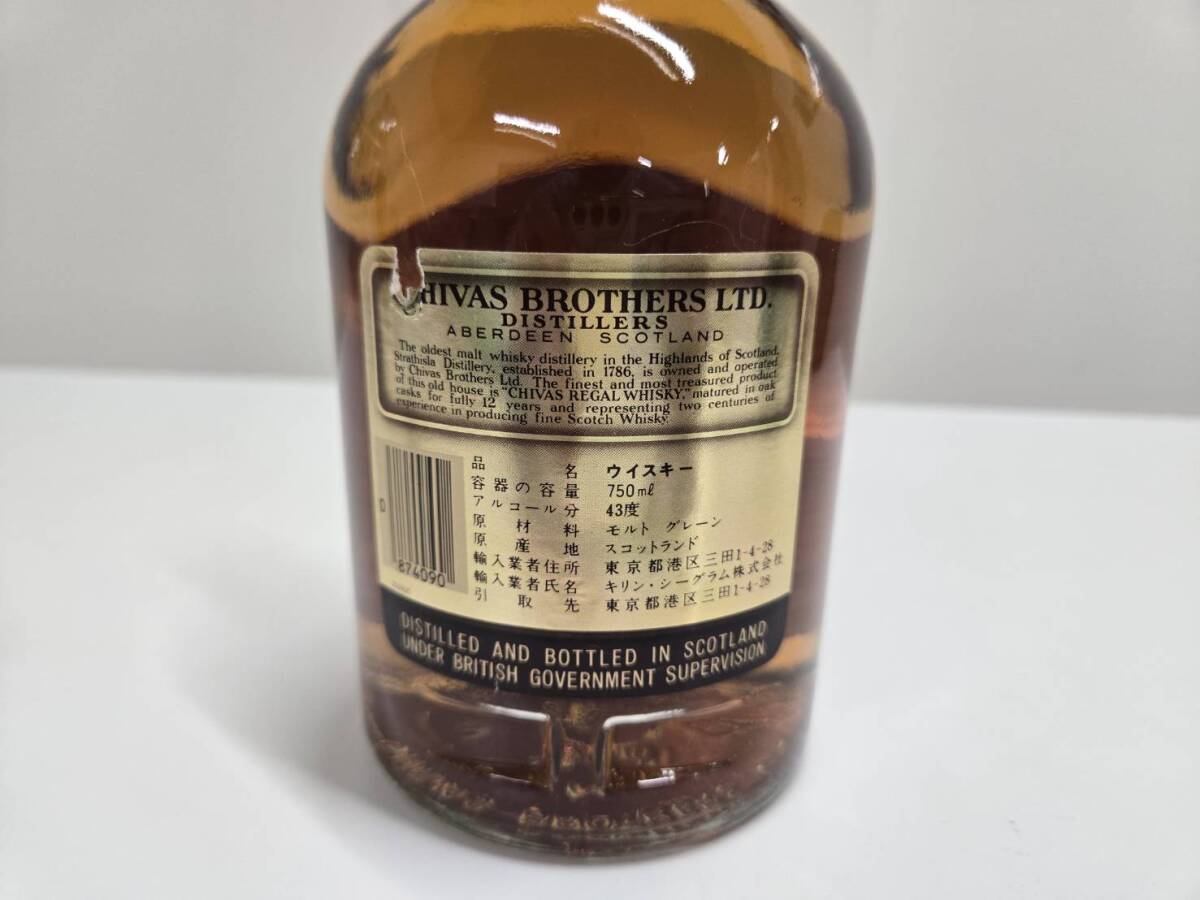 CHIVAS BROTHERS LTD.
DISTILLERS
ABERDEEN SCOTLAND
The oldest malt whisky distillery in the Highlands of Scotland,
Strathisla Distillery, established in 1786, is owned and operated
by Chivas Brothers Ltd. The finest and most treasured product
of this old house is "CHIVAS REGAL WHISKY," matured in oak
casks for fully 12 years and representing two centuries of
experience in producing fine Scotch Whisky.
品名 ウイスキー
容器の容量 750ml
アルコール分 43度
原材料 モルト グレーン
原産地 スコットランド
輸入業者住所 東京都港区三田1-4-28
輸入業者氏名 キリン・シーグラム株式会社
引取先 東京都港区三田1-4-28
0
874090
DISTILLED AND BOTTLED IN SCOTLAND
UNDER BRITISH GOVERNMENT SUPERVISION